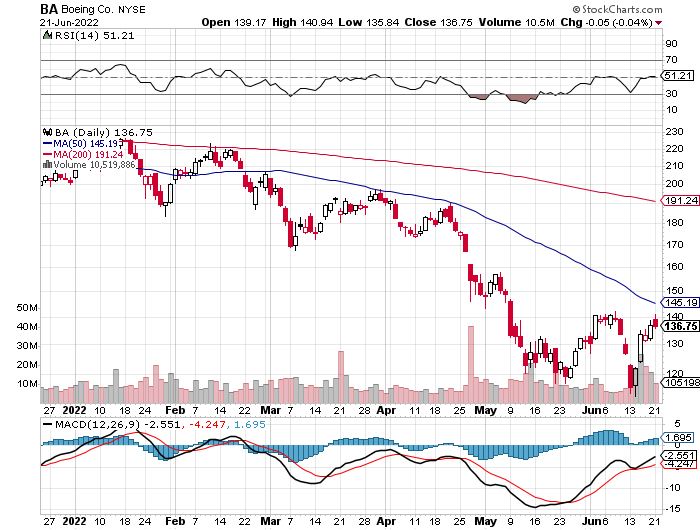 BA Boeing Co. NYSE © StockCharts.com
21-Jun-2022 Open 139.17 High 140.94 Low 135.84 Close 136.75 Volume 10.5M Chg -0.05 (-0.04%)
RSI(14) 51.21
90
70
51.21
30
10
BA (Daily) 136.75
MA(50) 145.19
MA(200) 191.24
Volume 10,519,886
230
220
210
200
191.24
180
170
160
150
145.19
140
136.75
130
120
105198
50M
40M
30M
20M
10M
27 2022 10 18 24 Feb 7 14 22 Mar 7 14 21 Apr 11 18 25 May 9 16 23 Jun 6 13 21
MACD(12,26,9) -2.551, -4.247, 1.695
5
1.695
0
-2.551
-4.247
-10
-15
27 2022 10 18 24 Feb 7 14 22 Mar 7 14 21 Apr 11 18 25 May 9 16 23 Jun 6 13 21